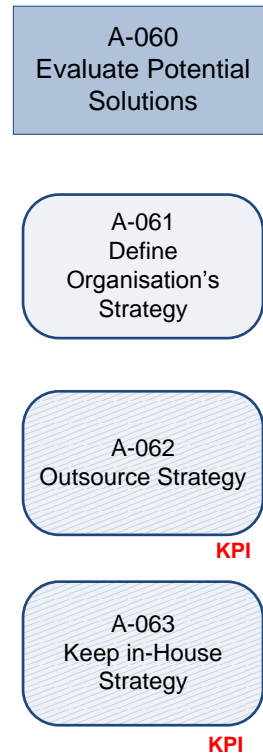 A-060
Evaluate Potential
Solutions
A-061
Define
Organisation’s
Strategy
A-062
Outsource Strategy
KPI
A-063
Keep in-House
Strategy
KPI